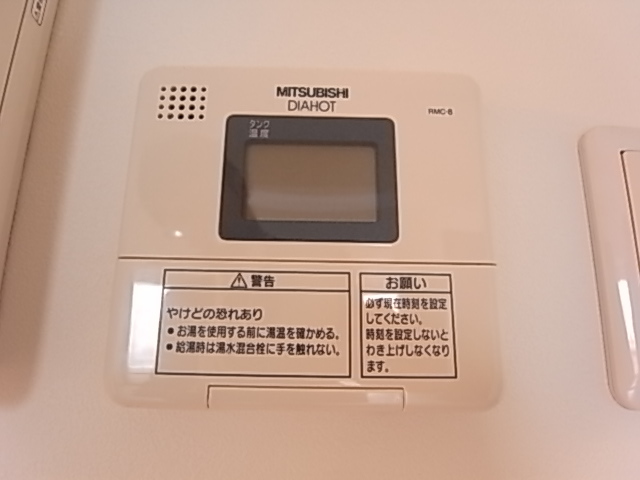 MITSUBISHI
DIAHOT
RMC-8
タンク
温度
⚠警告
やけどの恐れあり
●お湯を使用する前に湯温を確かめる。
●給湯時は湯水混合栓に手を触れない。
お願い
必ず現在時刻を設定
してください。
時刻を設定しないと
わき上げしなくなり
ます。